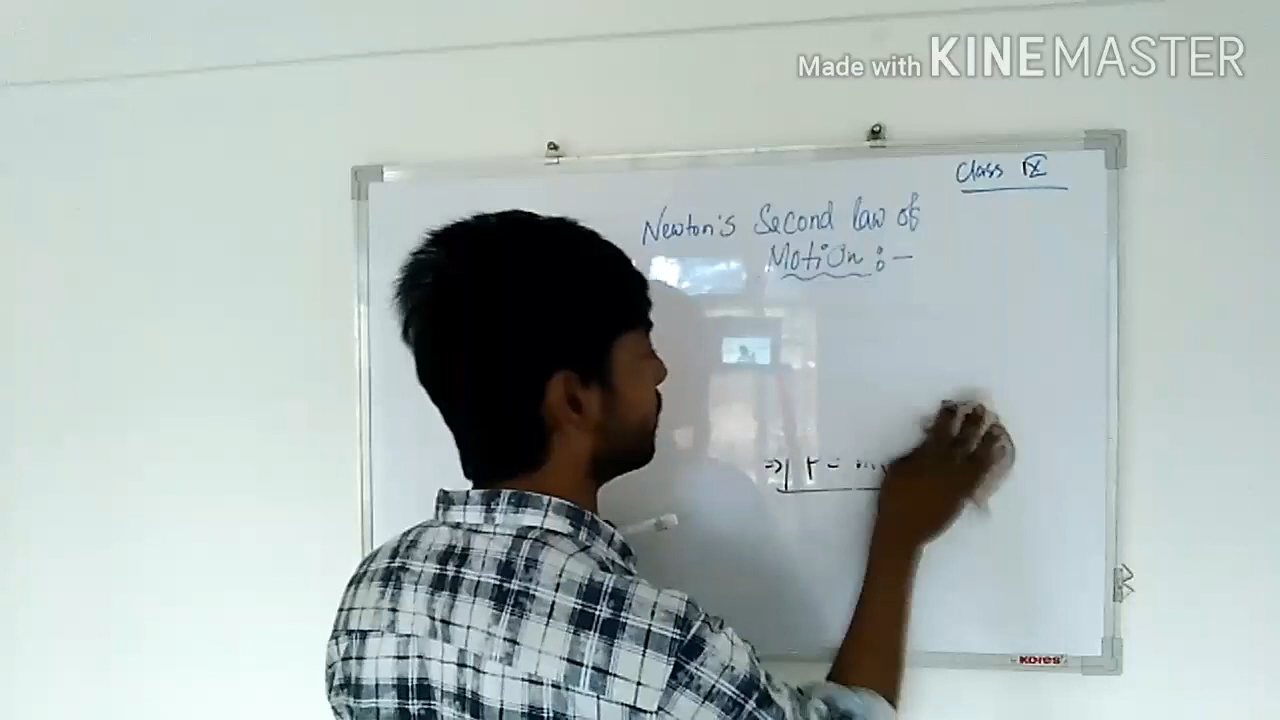 Made with KINEMASTER
Class IX
Newton's Second law of
Motion :-
KORES